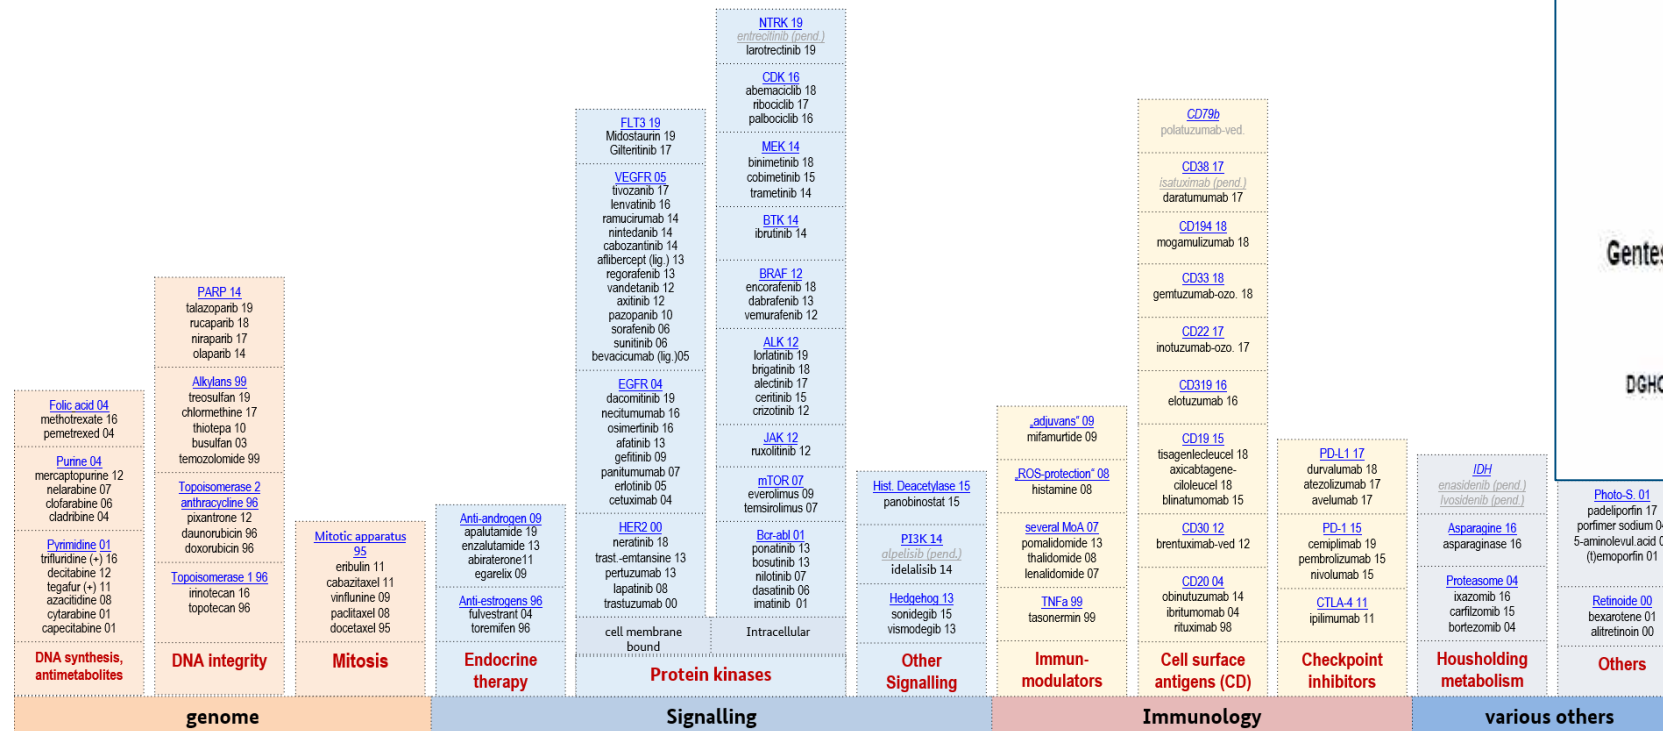 Folic acid 04
methotrexate 16
pemetrexed 04
Purine 04
mercaptopurine 12
nelarabine 07
clofarabine 06
cladribine 04
Pyrimidine 01
trifluridine (+) 16
decitabine 12
tegafur (+) 11
azacitidine 08
cytarabine 01
capecitabine 01
DNA synthesis,
antimetabolites
PARP 14
talazoparib 19
rucaparib 18
niraparib 17
olaparib 14
Alkylans 99
treosulfan 19
chlormethine 17
thiotepa 10
busulfan 03
temozolomide 99
Topoisomerase 2
anthracycline 96
pixantrone 12
daunorubicin 96
doxorubicin 96
Topoisomerase 1 96
irinotecan 16
topotecan 96
DNA integrity
Mitotic apparatus
95
eribulin 11
cabazitaxel 11
vinflunine 09
paclitaxel 08
docetaxel 95
Mitosis
genome
Anti-androgen 09
apalutamide 19
enzalutamide 13
abiraterone11
egarelix 09
Anti-estrogens 96
fulvestrant 04
toremifen 96
Endocrine
therapy
FLT3 19
Midostaurin 19
Gilteritinib 17
VEGFR 05
tivozanib 17
lenvatinib 16
ramucirumab 14
nintedanib 14
cabozantinib 14
aflibercept (lig.) 13
regorafenib 13
vandetanib 12
axitinib 12
pazopanib 10
sorafenib 06
sunitinib 06
bevacicumab (lig.)05
EGFR 04
dacomitinib 19
necitumumab 16
osimertinib 16
afatinib 13
gefitinib 09
panitumumab 07
erlotinib 05
cetuximab 04
HER2 00
neratinib 18
trast.-emtansine 13
pertuzumab 13
lapatinib 08
trastuzumab 00
cell membrane
bound
NTRK 19
entrectinib (pend.)
larotrectinib 19
CDK 16
abemaciclib 18
ribociclib 17
palbociclib 16
MEK 14
binimetinib 18
cobimetinib 15
trametinib 14
BTK 14
ibrutinib 14
BRAF 12
encorafenib 18
dabrafenib 13
vemurafenib 12
ALK 12
lorlatinib 19
brigatinib 18
alectinib 17
ceritinib 15
crizotinib 12
JAK 12
ruxolitinib 12
mTOR 07
everolimus 09
temsirolimus 07
Bcr-abl 01
ponatinib 13
bosutinib 13
nilotinib 07
dasatinib 06
imatinib 01
Intracellular
Protein kinases
Hist. Deacetylase 15
panobinostat 15
PI3K 14
alpelisib (pend.)
idelalisib 14
Hedgehog 13
sonidegib 15
vismodegib 13
Other
Signalling
Signalling
„adjuvans" 09
mifamurtide 09
„ROS-protection" 08
histamine 08
several MoA 07
pomalidomide 13
thalidomide 08
lenalidomide 07
TNFa 99
tasonermin 99
Immun-
modulators
CD79b
polatuzumab-ved.
CD38 17
isatuximab (pend.)
daratumumab 17
CD194 18
mogamulizumab 18
CD33 18
gemtuzumab-ozo. 18
CD22 17
inotuzumab-ozo. 17
CD319 16
elotuzumab 16
CD19 15
tisagenlecleucel 18
axicabtagene-
ciloleucel 18
blinatumomab 15
CD30 12
brentuximab-ved 12
CD20 04
obinutuzumab 14
ibritumomab 04
rituximab 98
Cell surface
antigens (CD)
PD-L1 17
durvalumab 18
atezolizumab 17
avelumab 17
PD-1 15
cemiplimab 19
pembrolizumab 15
nivolumab 15
CTLA-4 11
ipilimumab 11
Checkpoint
inhibitors
Immunology
IDH
enasidenib (pend.)
Ivosidenib (pend.)
Asparagine 16
asparaginase 16
Proteasome 04
ixazomib 16
carfilzomib 15
bortezomib 04
Housholding
metabolism
Gentes
DGHO
Photo-S. 01
padeliporfin 17
porfimer sodium 04
5-aminolevul.acid 0
(t)emoporfin 01
Retinoide 00
bexarotene 01
alitretinoin 00
Others
various others